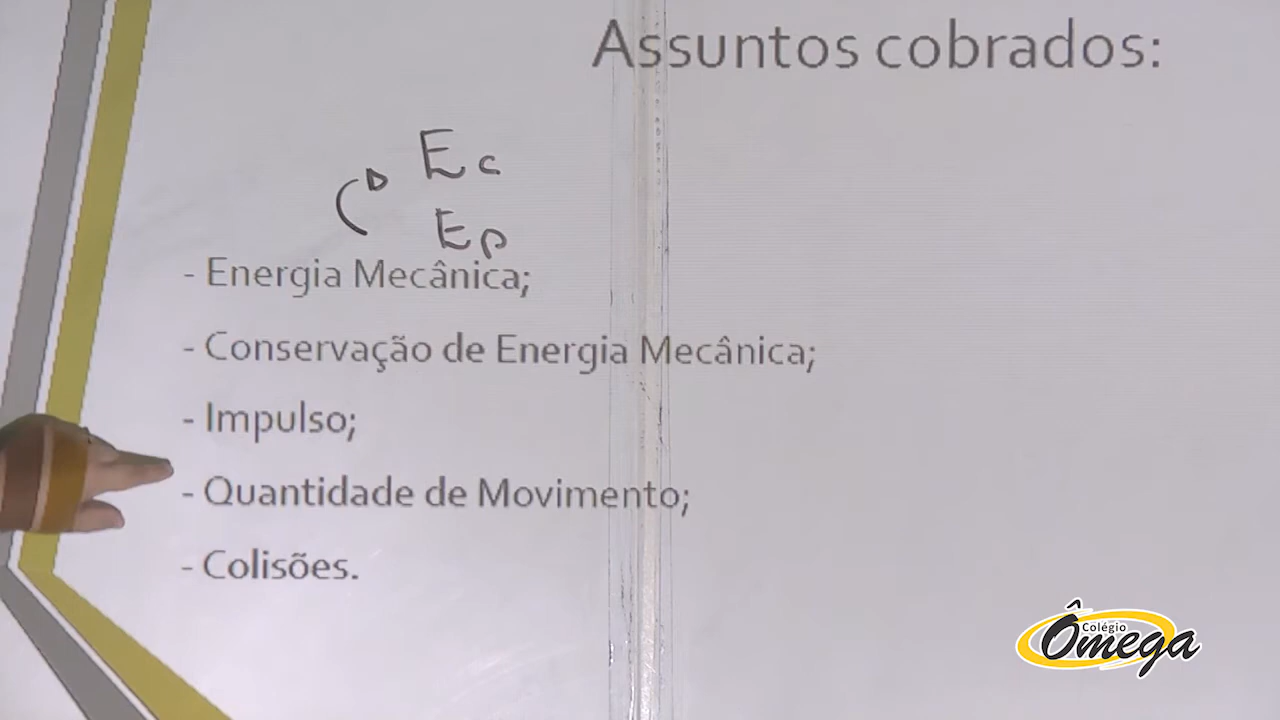 Assuntos cobrados:
Ec
Ep
- Energia Mecânica;
- Conservação de Energia Mecânica;
- Impulso;
- Quantidade de Movimento;
- Colisões.
Colégio
Ômega